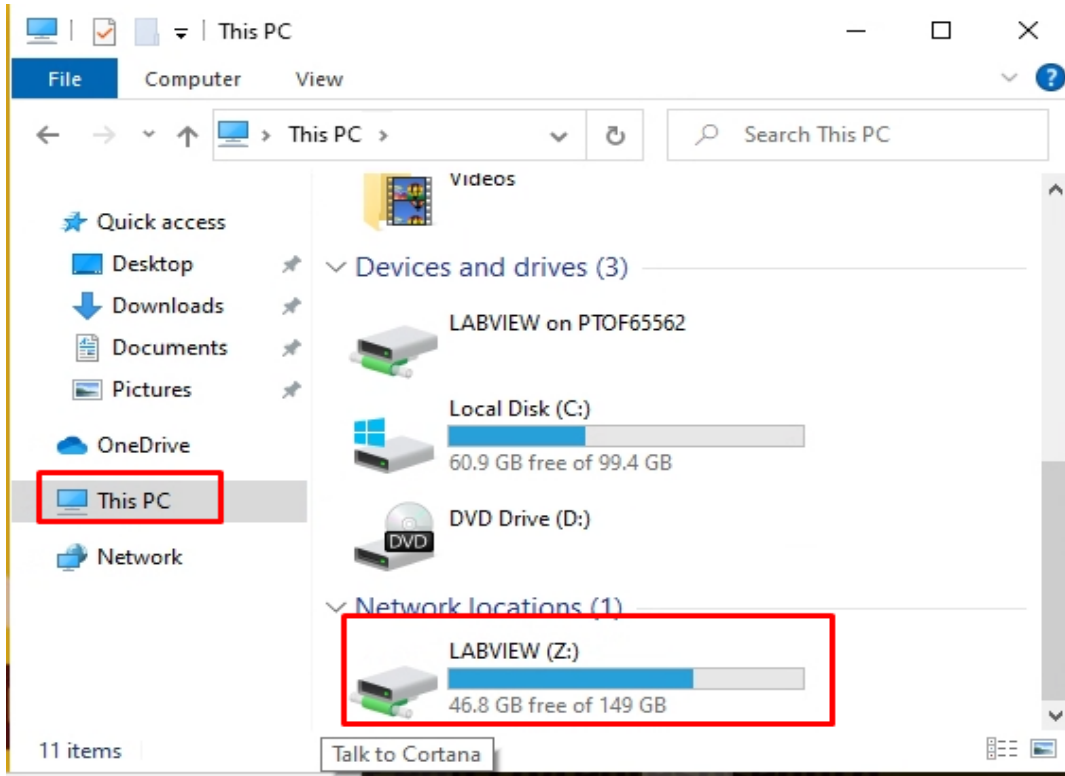 This PC
File Computer View
This PC
Search This PC
Videos
Quick access
Desktop
Downloads
Documents
Pictures
OneDrive
This PC
Network
Devices and drives (3)
LABVIEW on PTOF65562
Local Disk (C:)
60.9 GB free of 99.4 GB
DVD Drive (D:)
DVD
Network locations (1)
LABVIEW (Z:)
46.8 GB free of 149 GB
11 items
Talk to Cortana